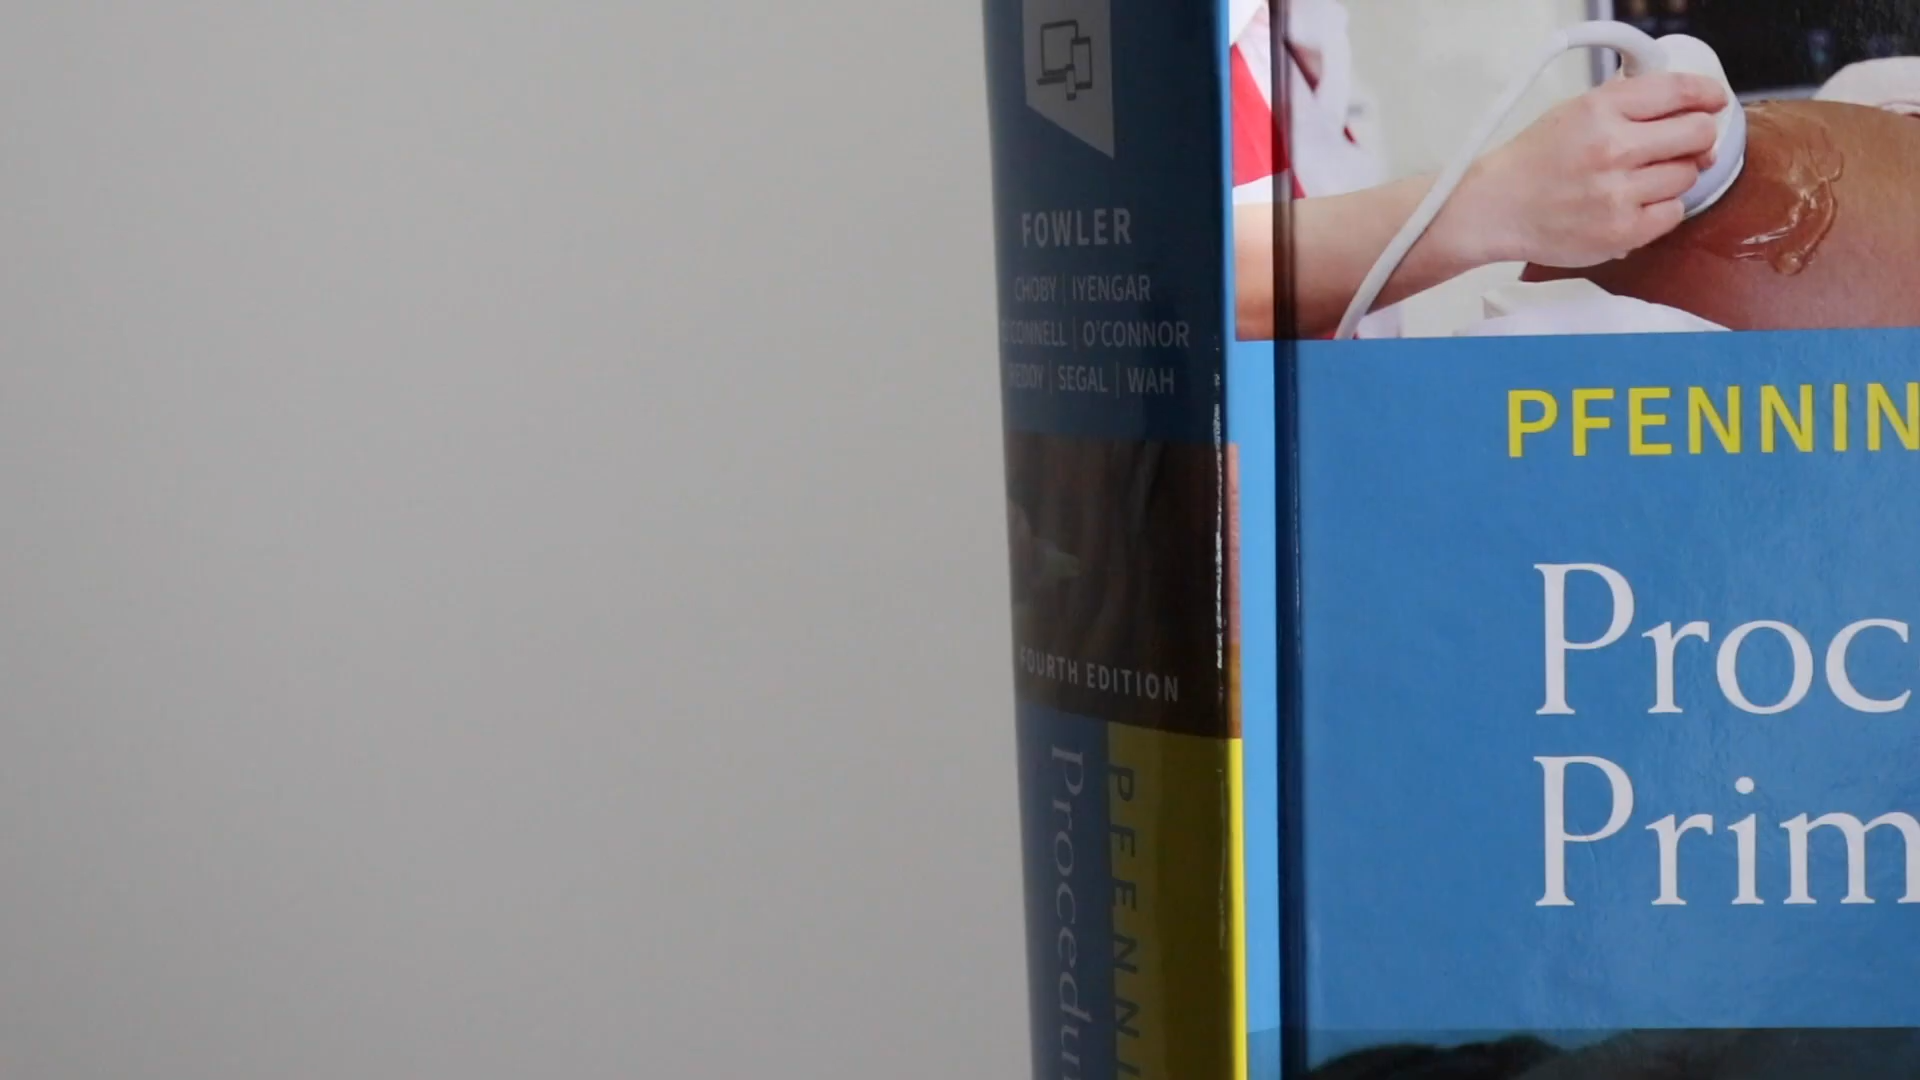 FOWLER
CHOBY | IYENGAR
O'CONNELL | O'CONNOR
REDDY | SEGAL | WAH
FOURTH EDITION
PFENNI
Procedu
PFENNIN
Proc
Prim